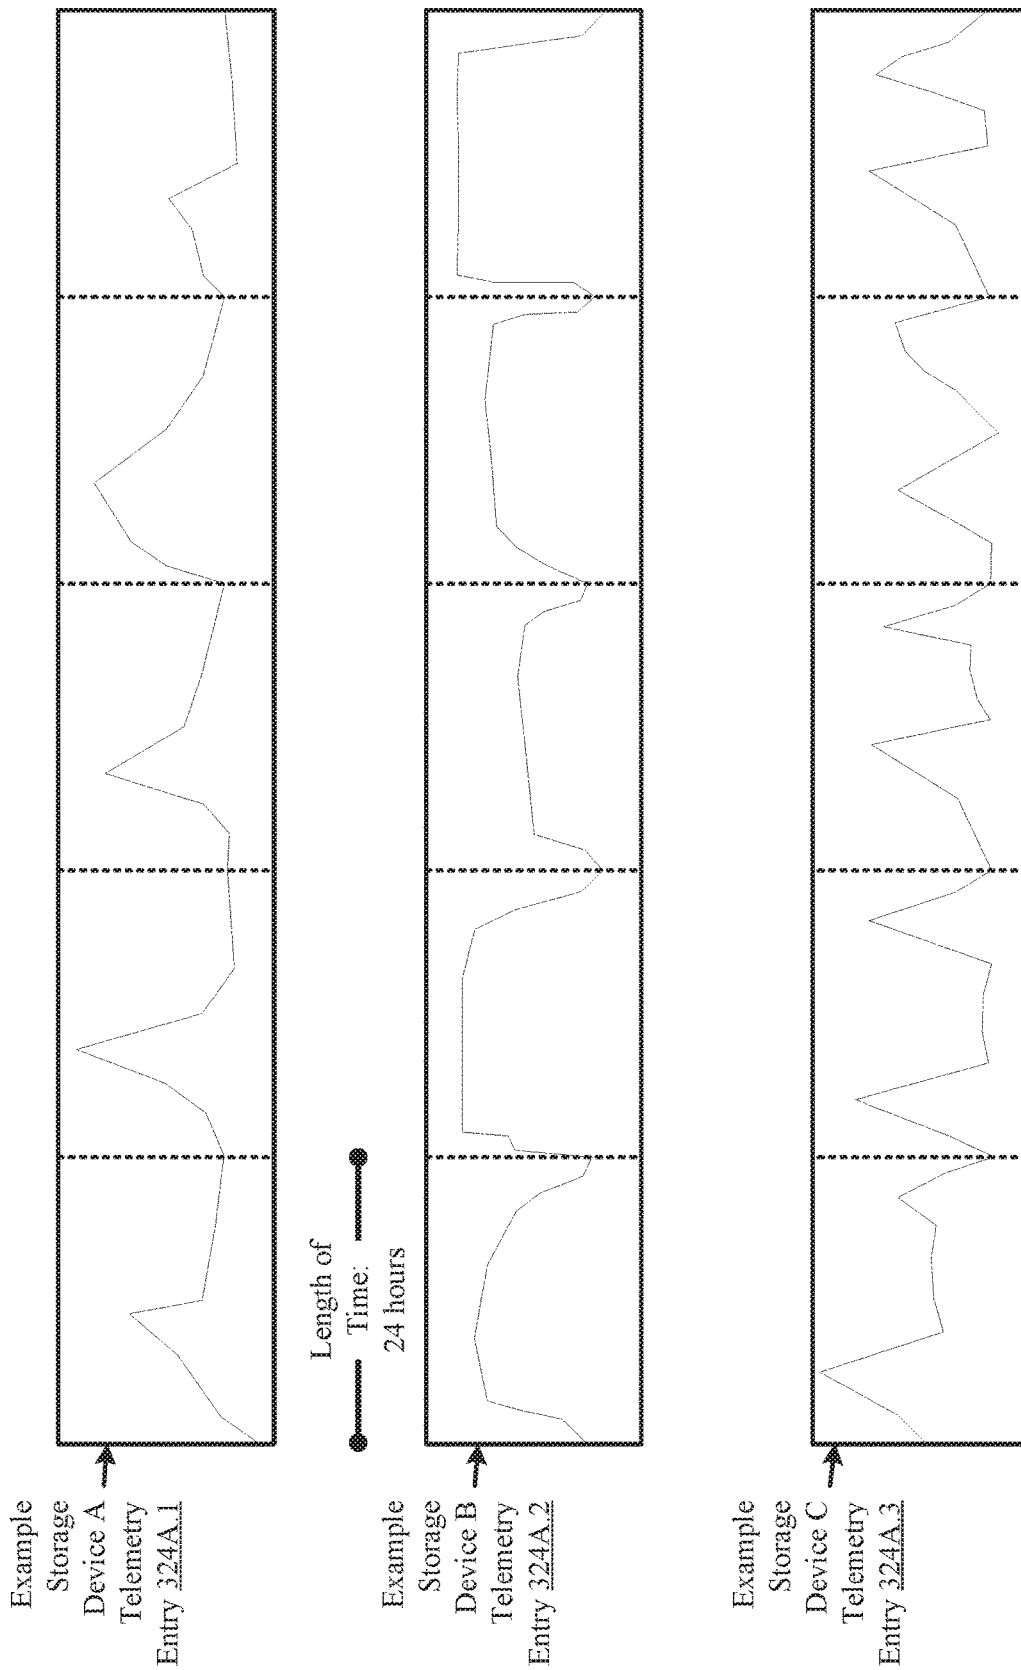 Example
Storage
Device A
Telemetry
Entry 324A.1
Length of
Time:
24 hours
Example
Storage
Device B
Telemetry
Entry 324A.2
Example
Storage
Device C
Telemetry
Entry 324A.3